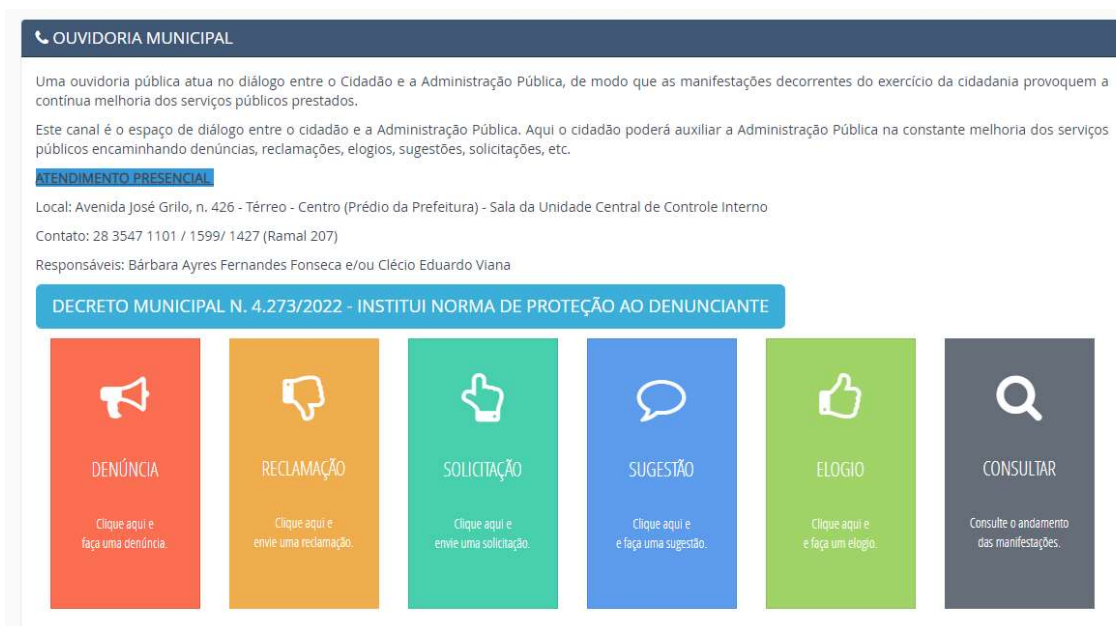 OUVIDORIA MUNICIPAL
Uma ouvidoria pública atua no diálogo entre o Cidadão e a Administração Pública, de modo que as manifestações decorrentes do exercício da cidadania provoquem a
contínua melhoria dos serviços públicos prestados.
Este canal é o espaço de diálogo entre o cidadão e a Administração Pública. Aqui o cidadão poderá auxiliar a Administração Pública na constante melhoria dos serviços
públicos encaminhando denúncias, reclamações, elogios, sugestões, solicitações, etc.
ATENDIMENTO PRESENCIAL
Local: Avenida José Grilo, n. 426 - Térreo - Centro (Prédio da Prefeitura) - Sala da Unidade Central de Controle Interno
Contato: 28 3547 1101 / 1599/ 1427 (Ramal 207)
Responsáveis: Bárbara Ayres Fernandes Fonseca e/ou Clécio Eduardo Viana
DECRETO MUNICIPAL N. 4.273/2022 - INSTITUI NORMA DE PROTEÇÃO AO DENUNCIANTE
DENÚNCIA
Clique aqui e
faça uma denúncia.
RECLAMAÇÃO
Clique aqui e
envie uma reclamação.
SOLICITAÇÃO
Clique aqui e
envie uma solicitação.
SUGESTÃO
Clique aqui e
e faça uma sugestão.
ELOGIO
Clique aqui e
e faça um elogio.
CONSULTAR
Consulte o andamento
das manifestações.